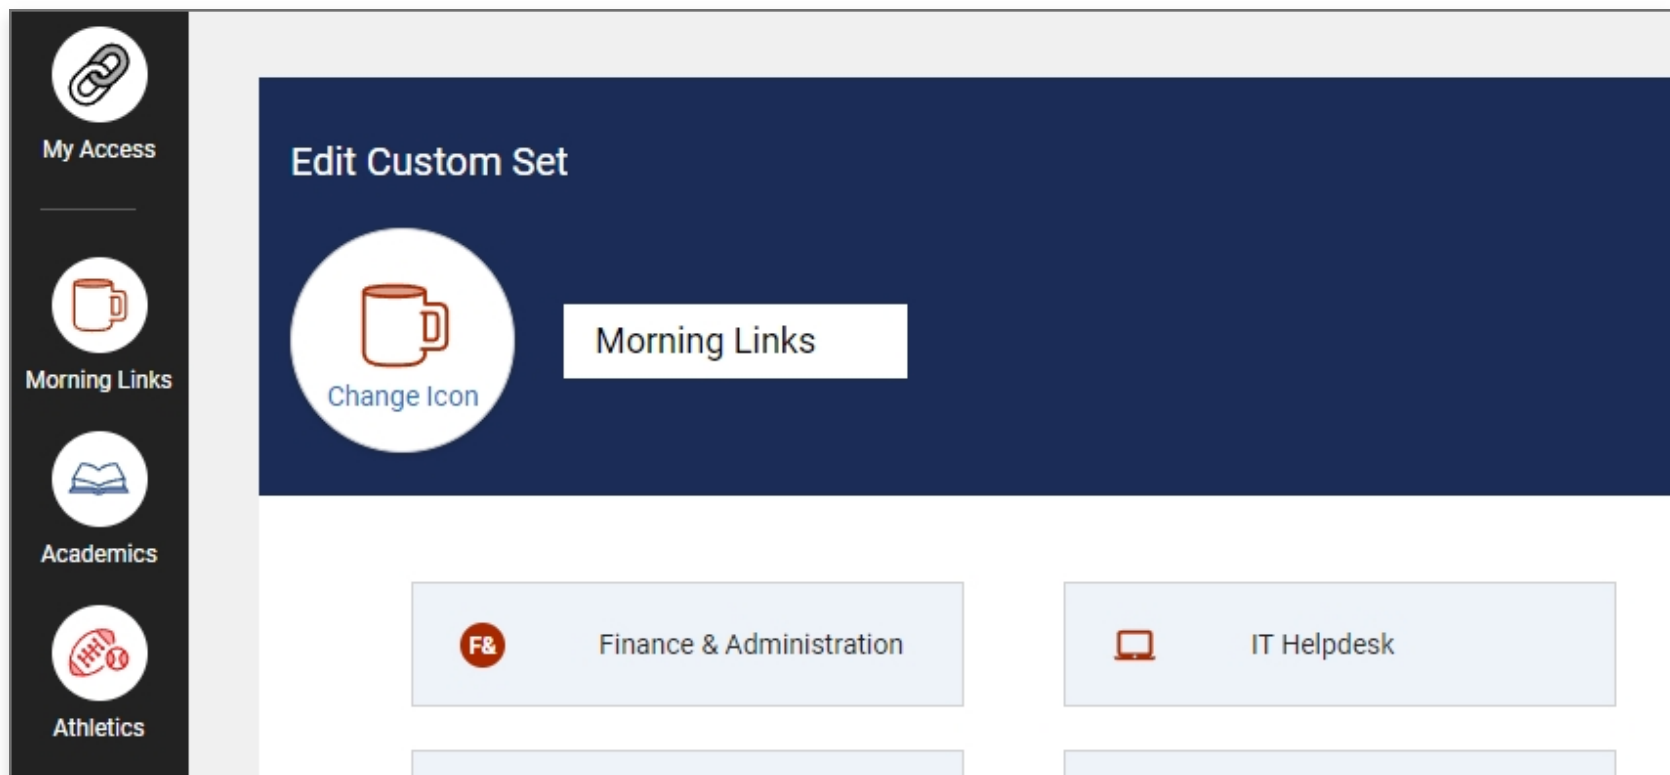 My Access
Morning Links
Academics
Athletics
Edit Custom Set
Change Icon
Morning Links
F&
Finance & Administration
IT Helpdesk